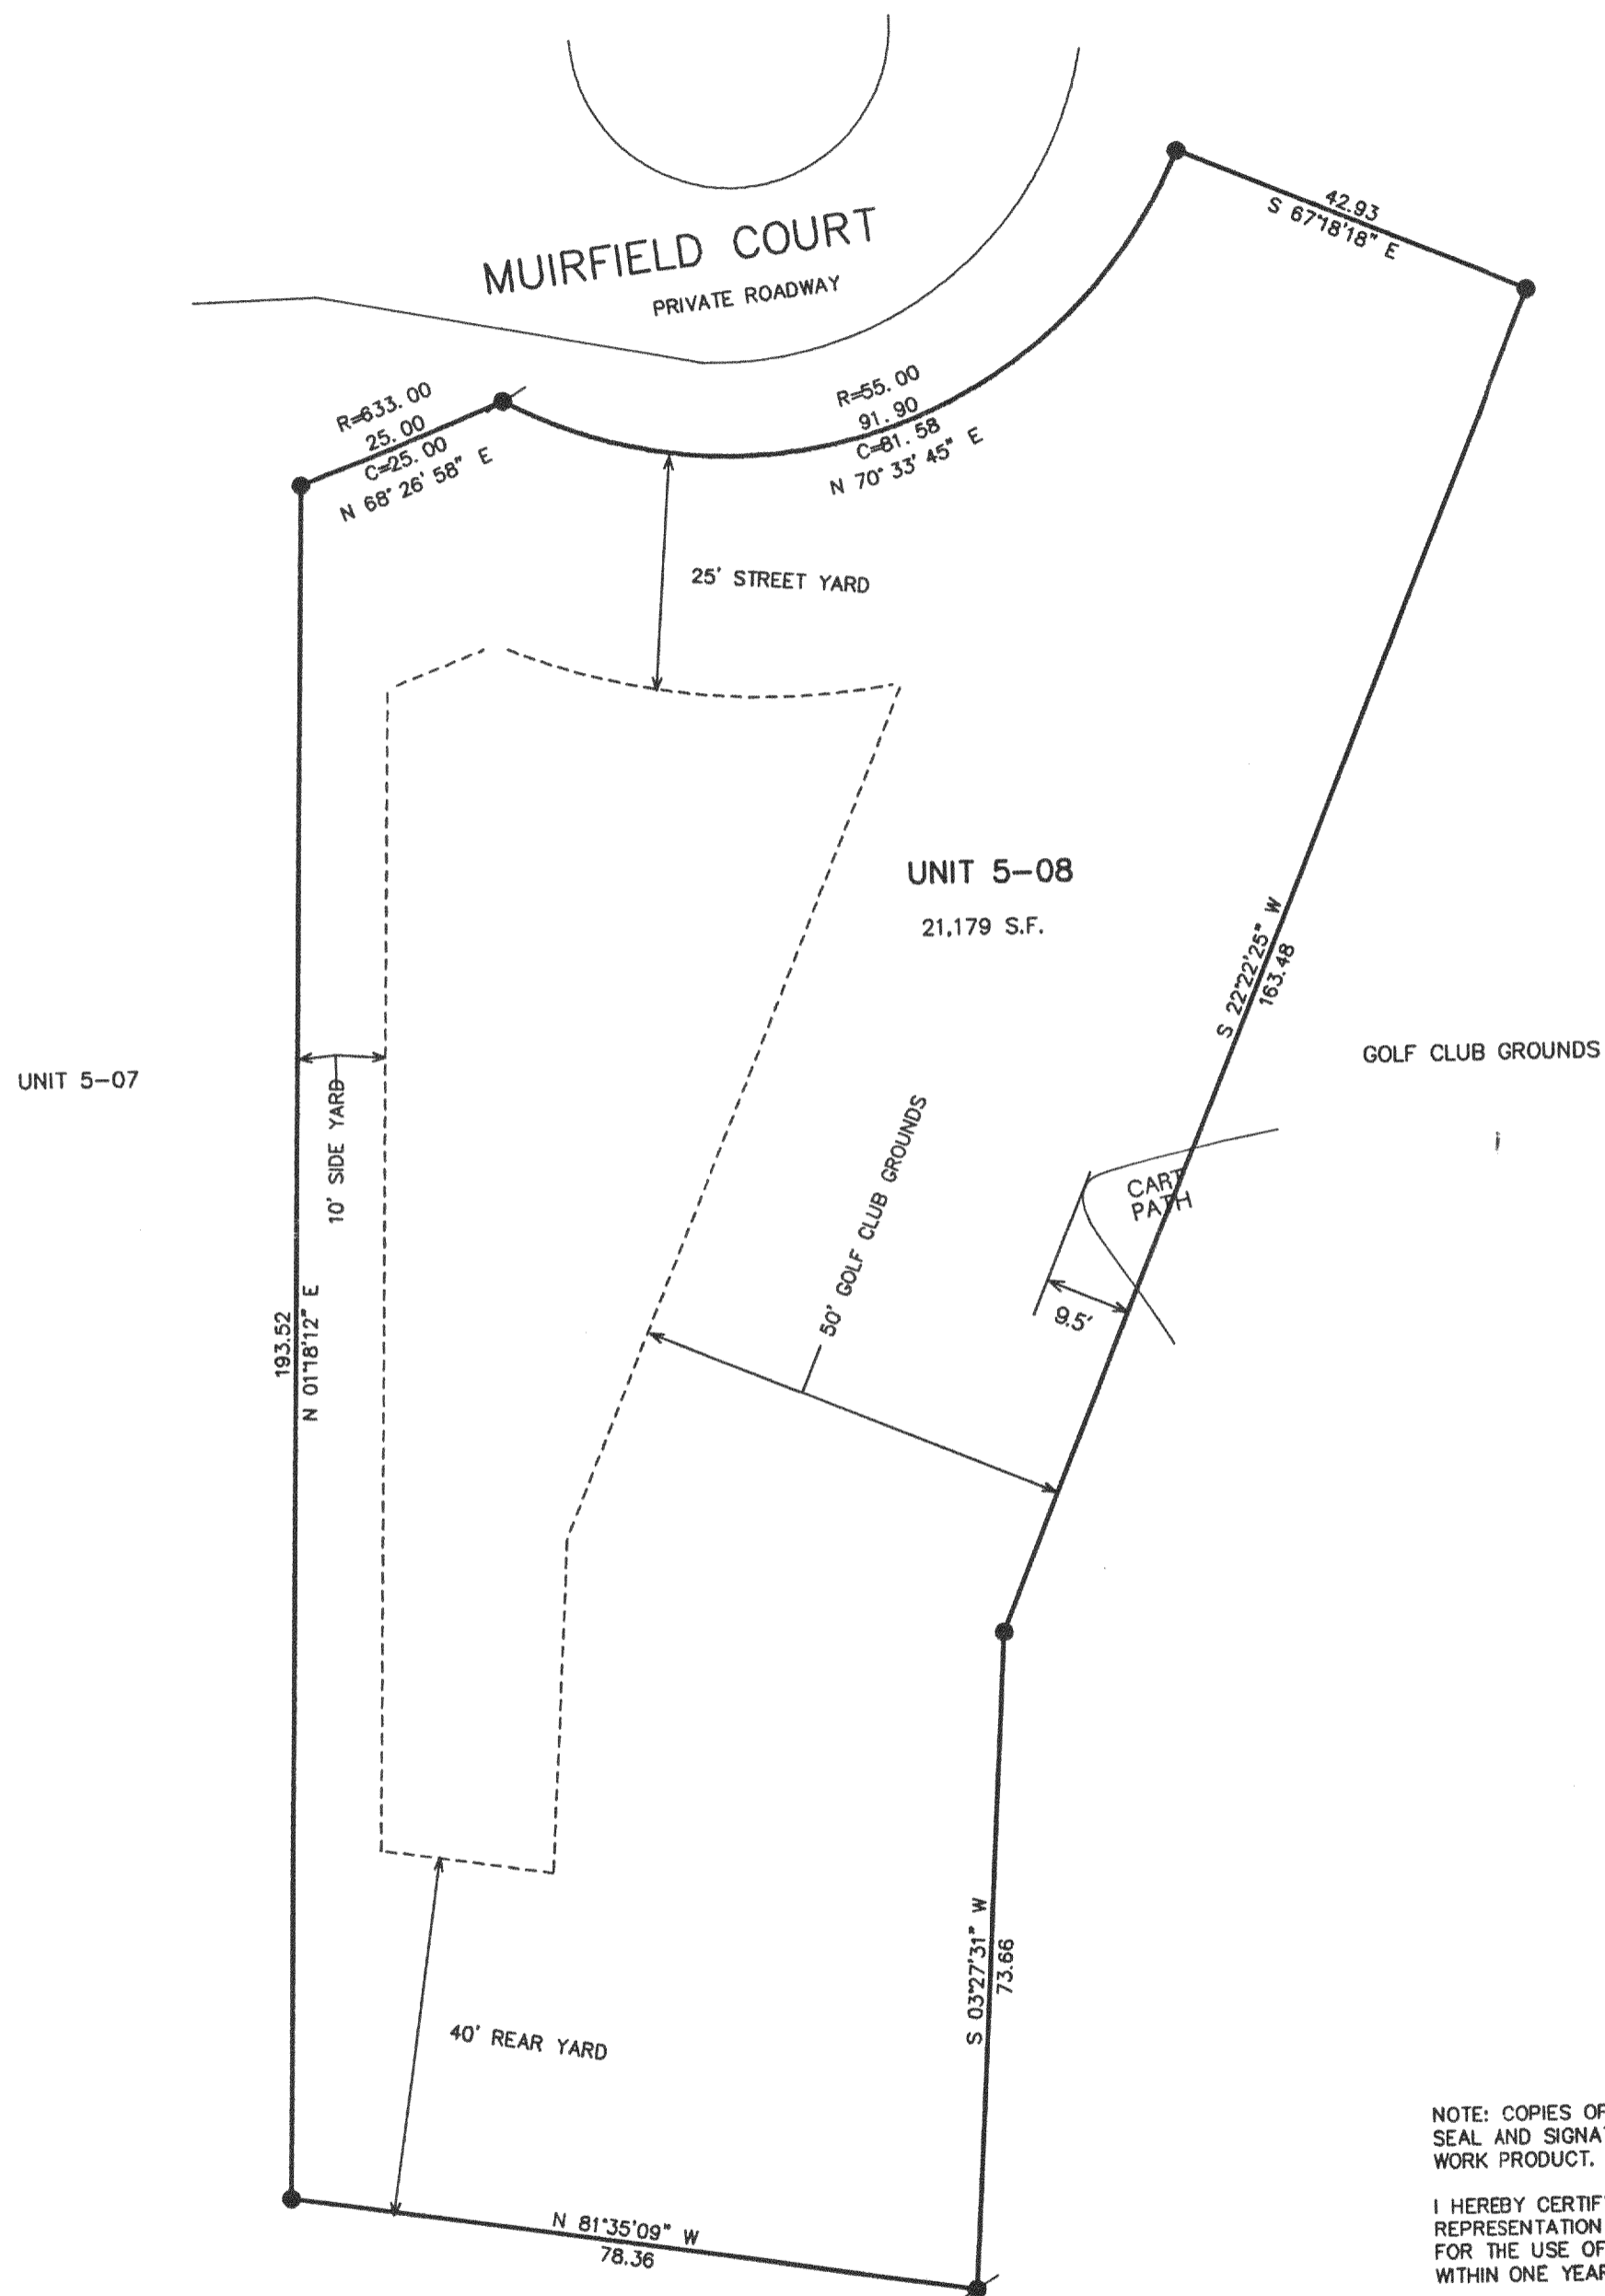 MUIRFIELD COURT
PRIVATE ROADWAY
42.93
S 67°18'18" E
R=633.00
25.00
C=25.00
N 68° 26' 58" E
R=55.00
91.90
C=81.58
N 70° 33' 45" E
25' STREET YARD
UNIT 5-08
21,179 S.F.
S 22°22'25" W
163.48
GOLF CLUB GROUNDS
UNIT 5-07
10' SIDE YARD
50' GOLF CLUB GROUNDS
CART
PATH
9.5'
193.52
N 01°18'12" E
S 03°27'31" W
73.66
40' REAR YARD
N 81°35'09" W
78.36
NOTE: COPIES OF
SEAL AND SIGNA
WORK PRODUCT.
I HEREBY CERTIF
REPRESENTATION
FOR THE USE OF
WITHIN ONE YEAR